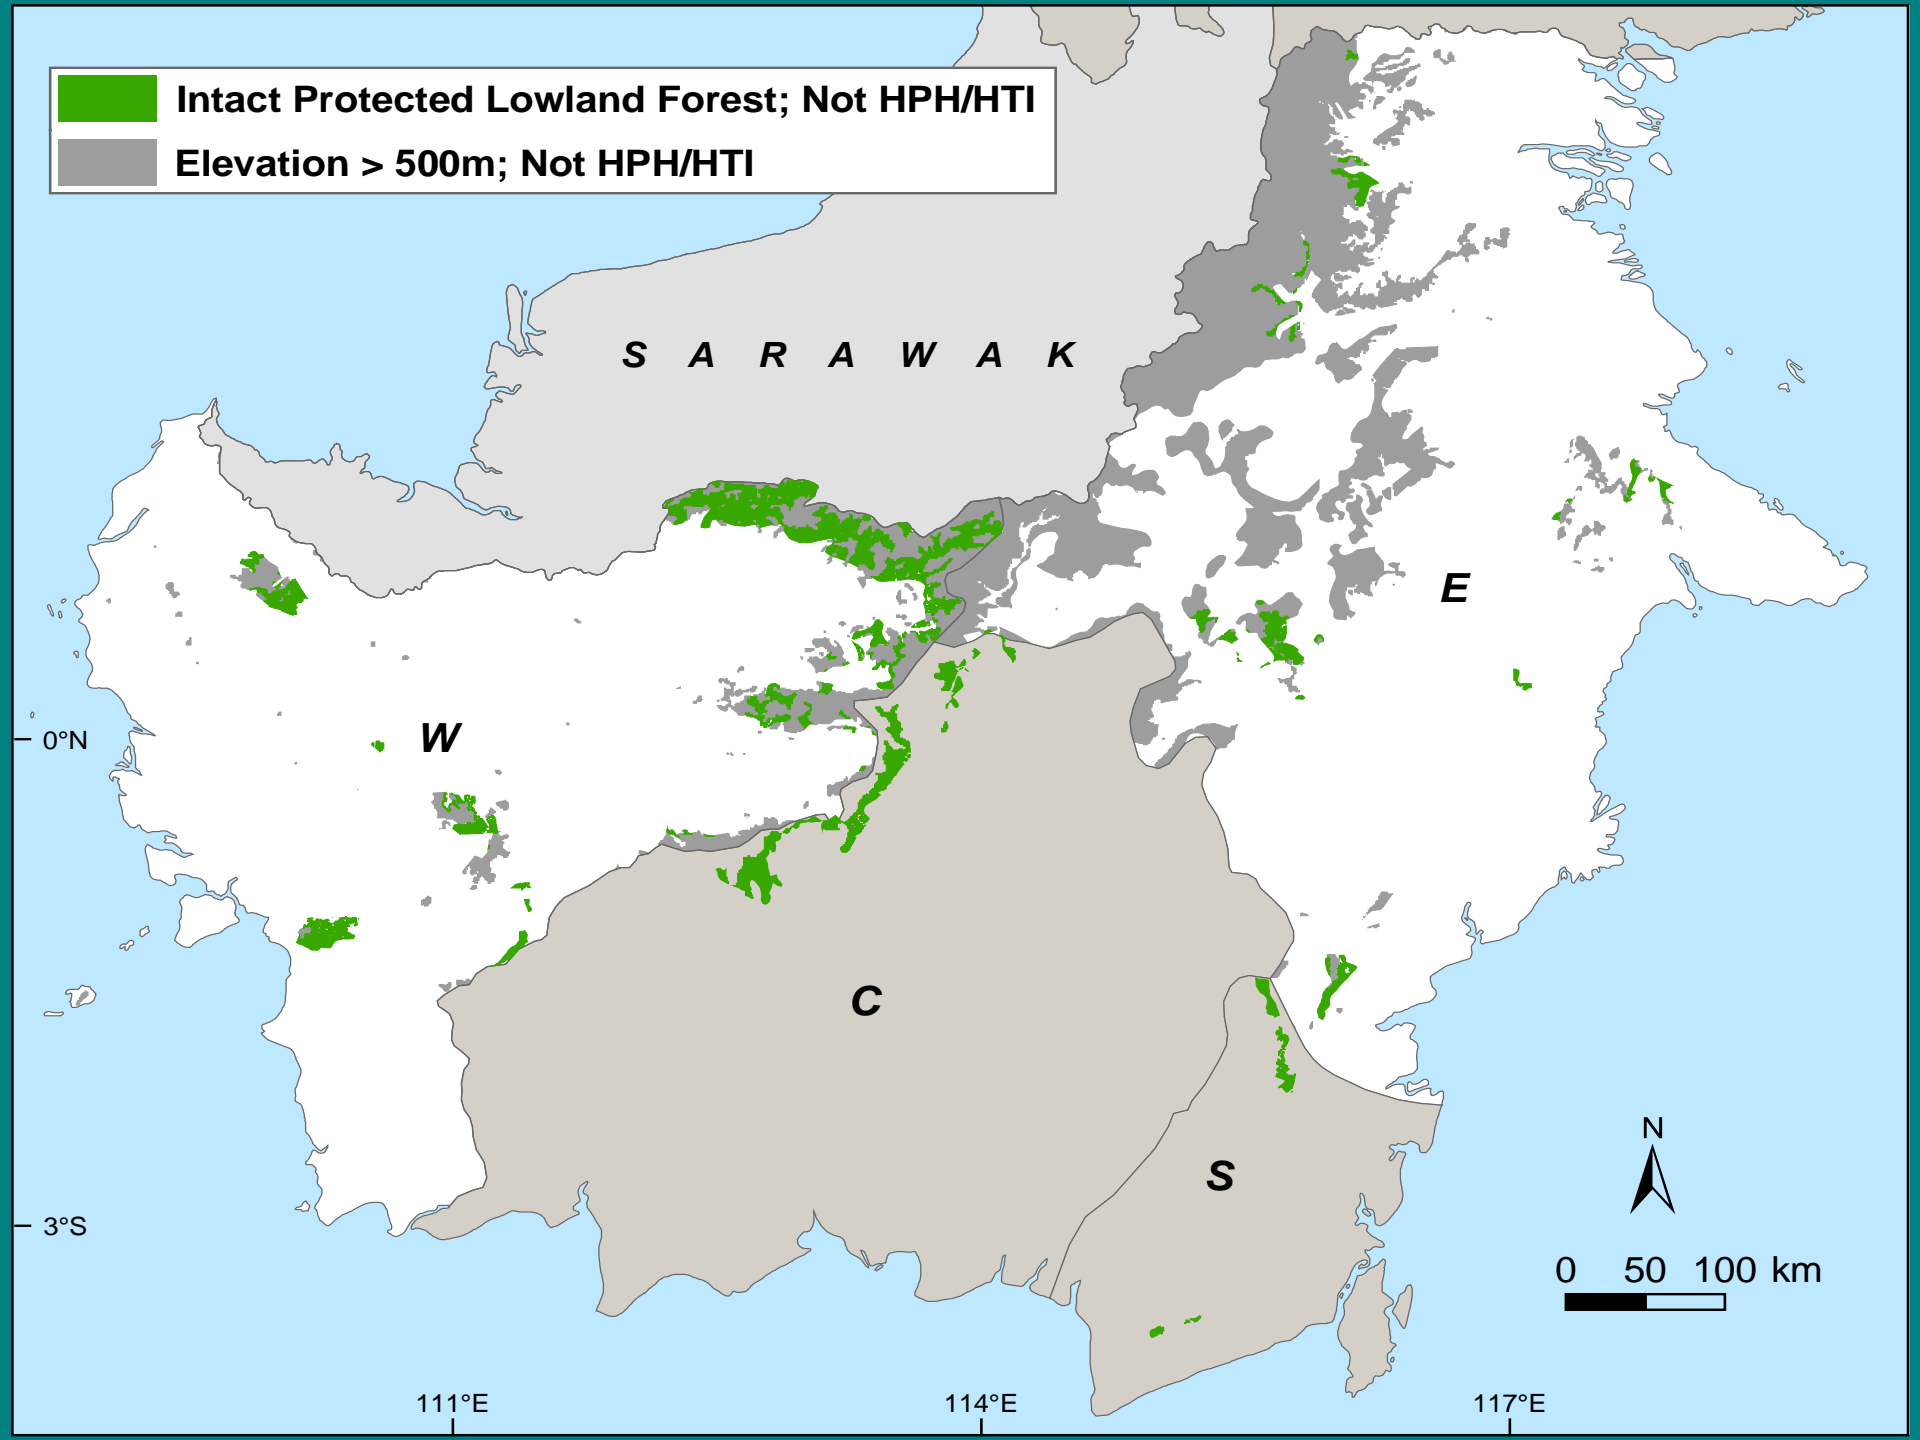 Intact Protected Lowland Forest; Not HPH/HTI
Elevation > 500m; Not HPH/HTI
S A R A W A K
E
W
0°N
C
N
S
3°S
0 50 100 km
111°E 114°E 117°E